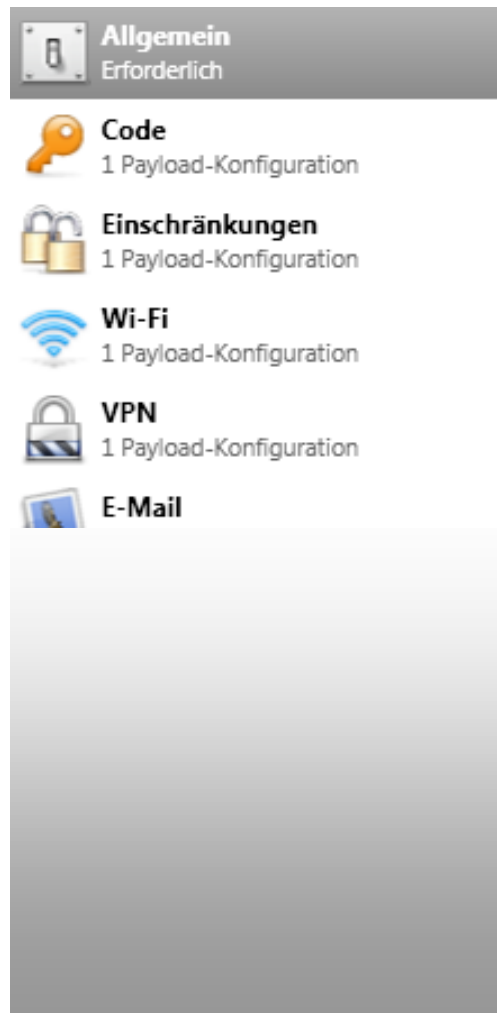 Allgemein
Erforderlich
Code
1 Payload-Konfiguration
Einschränkungen
1 Payload-Konfiguration
Wi-Fi
1 Payload-Konfiguration
VPN
1 Payload-Konfiguration
E-Mail